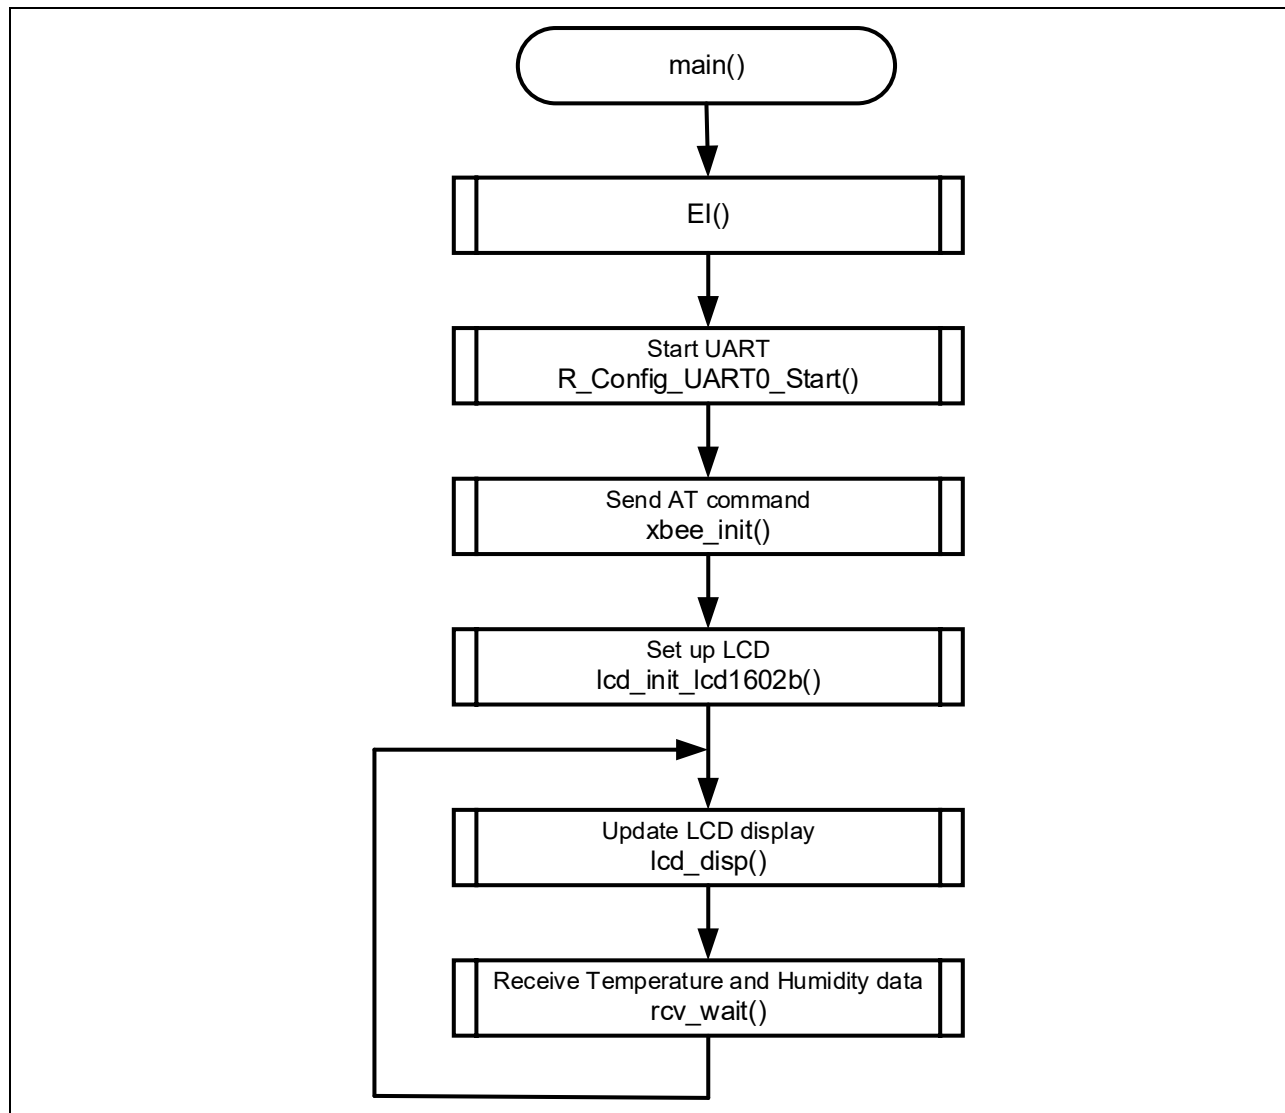 main()
EI()
Start UART
R_Config_UART0_Start()
Send AT command
xbee_init()
Set up LCD
lcd_init_lcd1602b()
Update LCD display
lcd_disp()
Receive Temperature and Humidity data
rcv_wait()